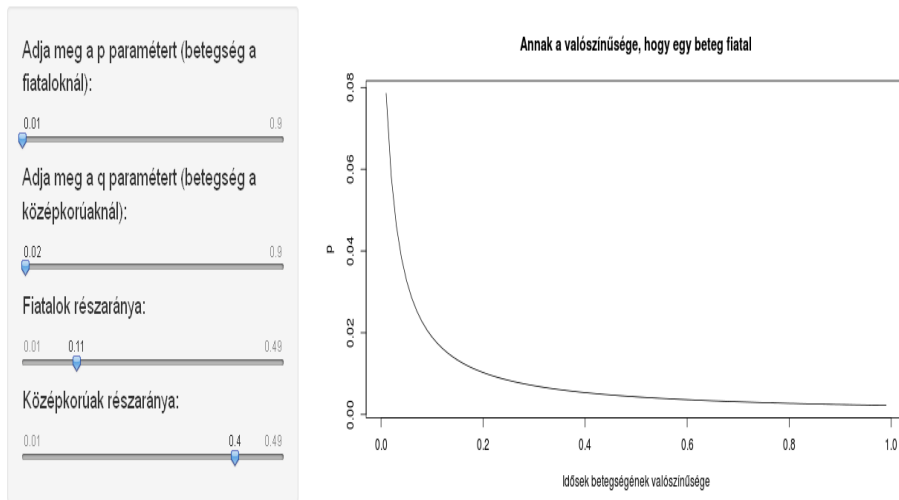 Adja meg a p paramétert (betegség a
fiataloknál):
0.01 0.9
Adja meg a q paramétert (betegség a
középkorúaknál):
0.02 0.9
Fiatalok részaránya:
0.01 0.11 0.49
Középkorúak részaránya:
0.01 0.4 0.49
Annak a valószínűsége, hogy egy beteg fiatal
0.08
0.06
0.04
0.02
0.00
P
0.0 0.2 0.4 0.6 0.8 1.0
Idősek betegségének valószínűsége